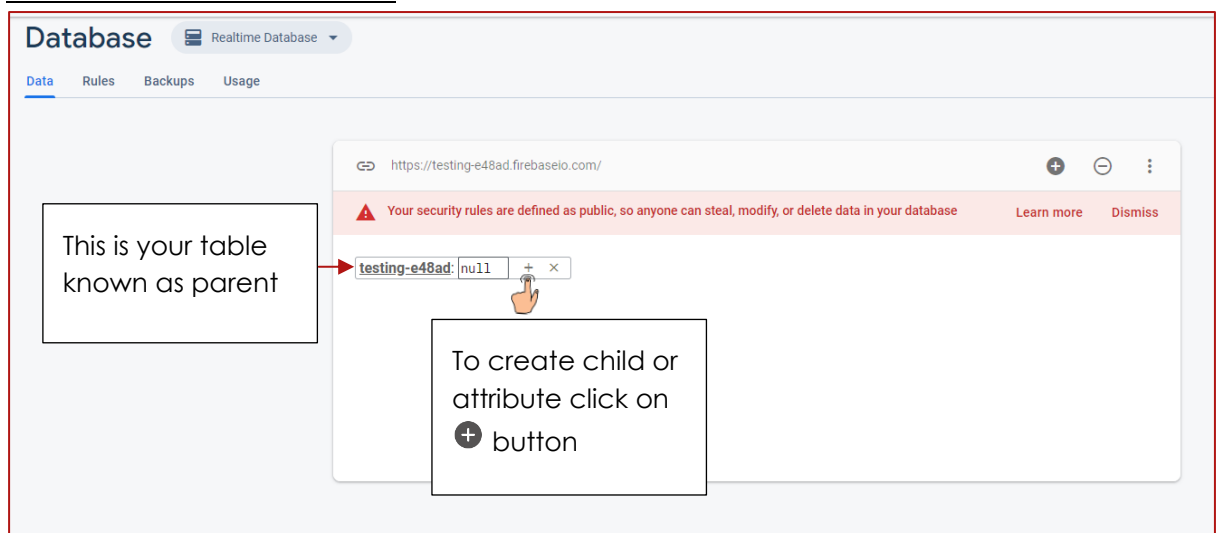 Database Realtime Database
Data Rules Backups Usage
https://testing-e48ad.firebaseio.com/
Your security rules are defined as public, so anyone can steal, modify, or delete data in your database Learn more Dismiss
This is your table
known as parent
testing-e48ad: null + ×
To create child or
attribute click on
+ button